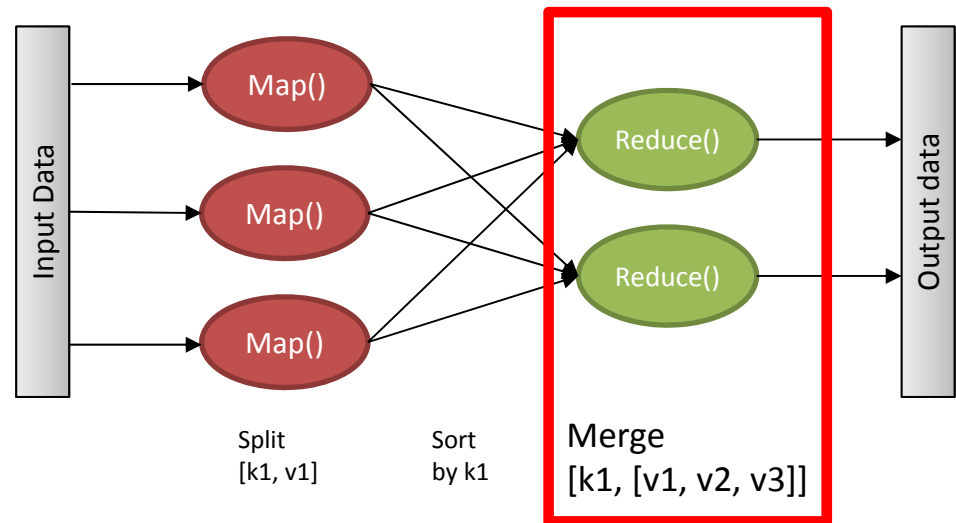 Input Data
Map()
Map()
Map()
Reduce()
Reduce()
Output data
Split
[k1, v1]
Sort
by k1
Merge
[k1, [v1, v2, v3]]